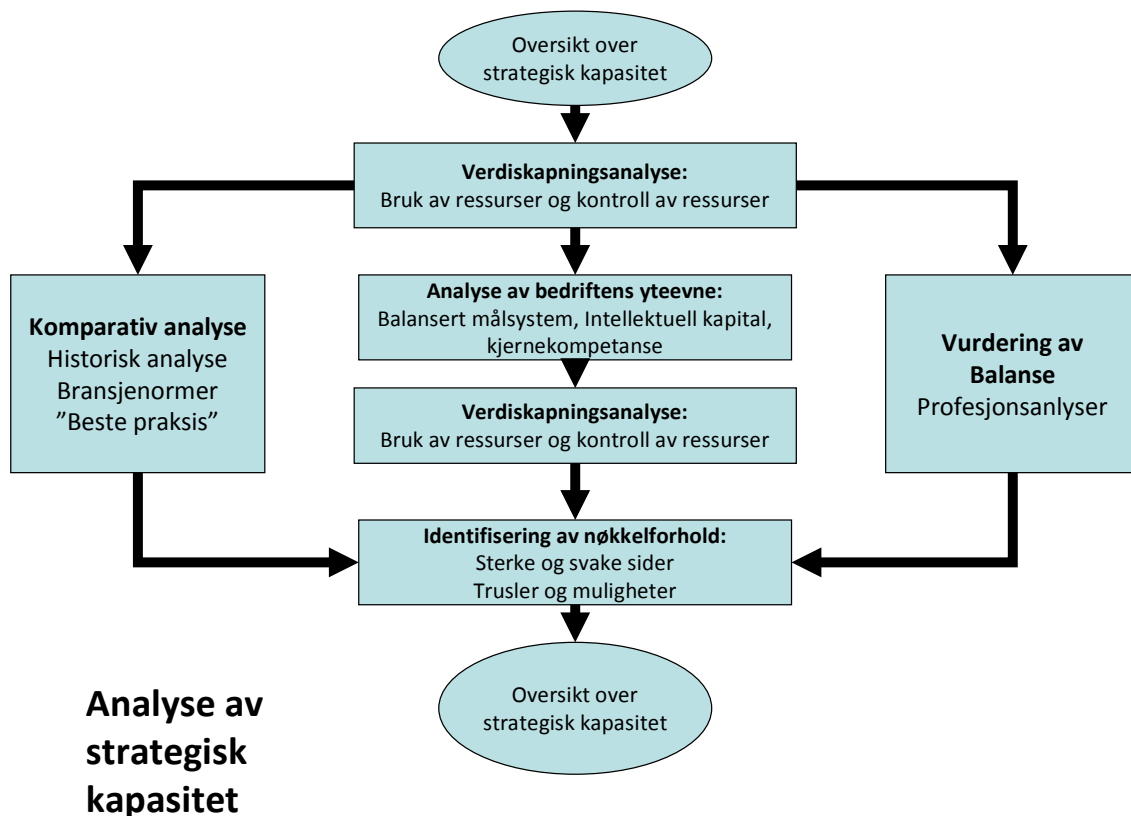 Oversikt over
strategisk kapasitet
Verdiskapningsanalyse:
Bruk av ressurser og kontroll av ressurser
Komparativ analyse
Historisk analyse
Bransjenormer
”Beste praksis”
Analyse av bedriftens yteevne:
Balansert målsystem, Intellektuell kapital,
kjernekompetanse
Vurdering av
Balanse
Profesjonsanlyser
Verdiskapningsanalyse:
Bruk av ressurser og kontroll av ressurser
Identifisering av nøkkelforhold:
Sterke og svake sider
Trusler og muligheter
Oversikt over
strategisk kapasitet
Analyse av
strategisk
kapasitet